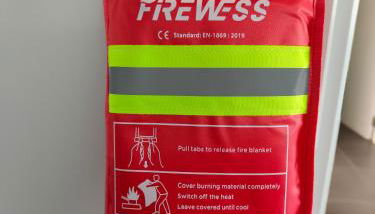 FIREWESS
CE Standard: EN-1869 : 2019
Pull tabs to release fire blanket
Cover burning material completely
Switch off the heat
Leave covered until cool